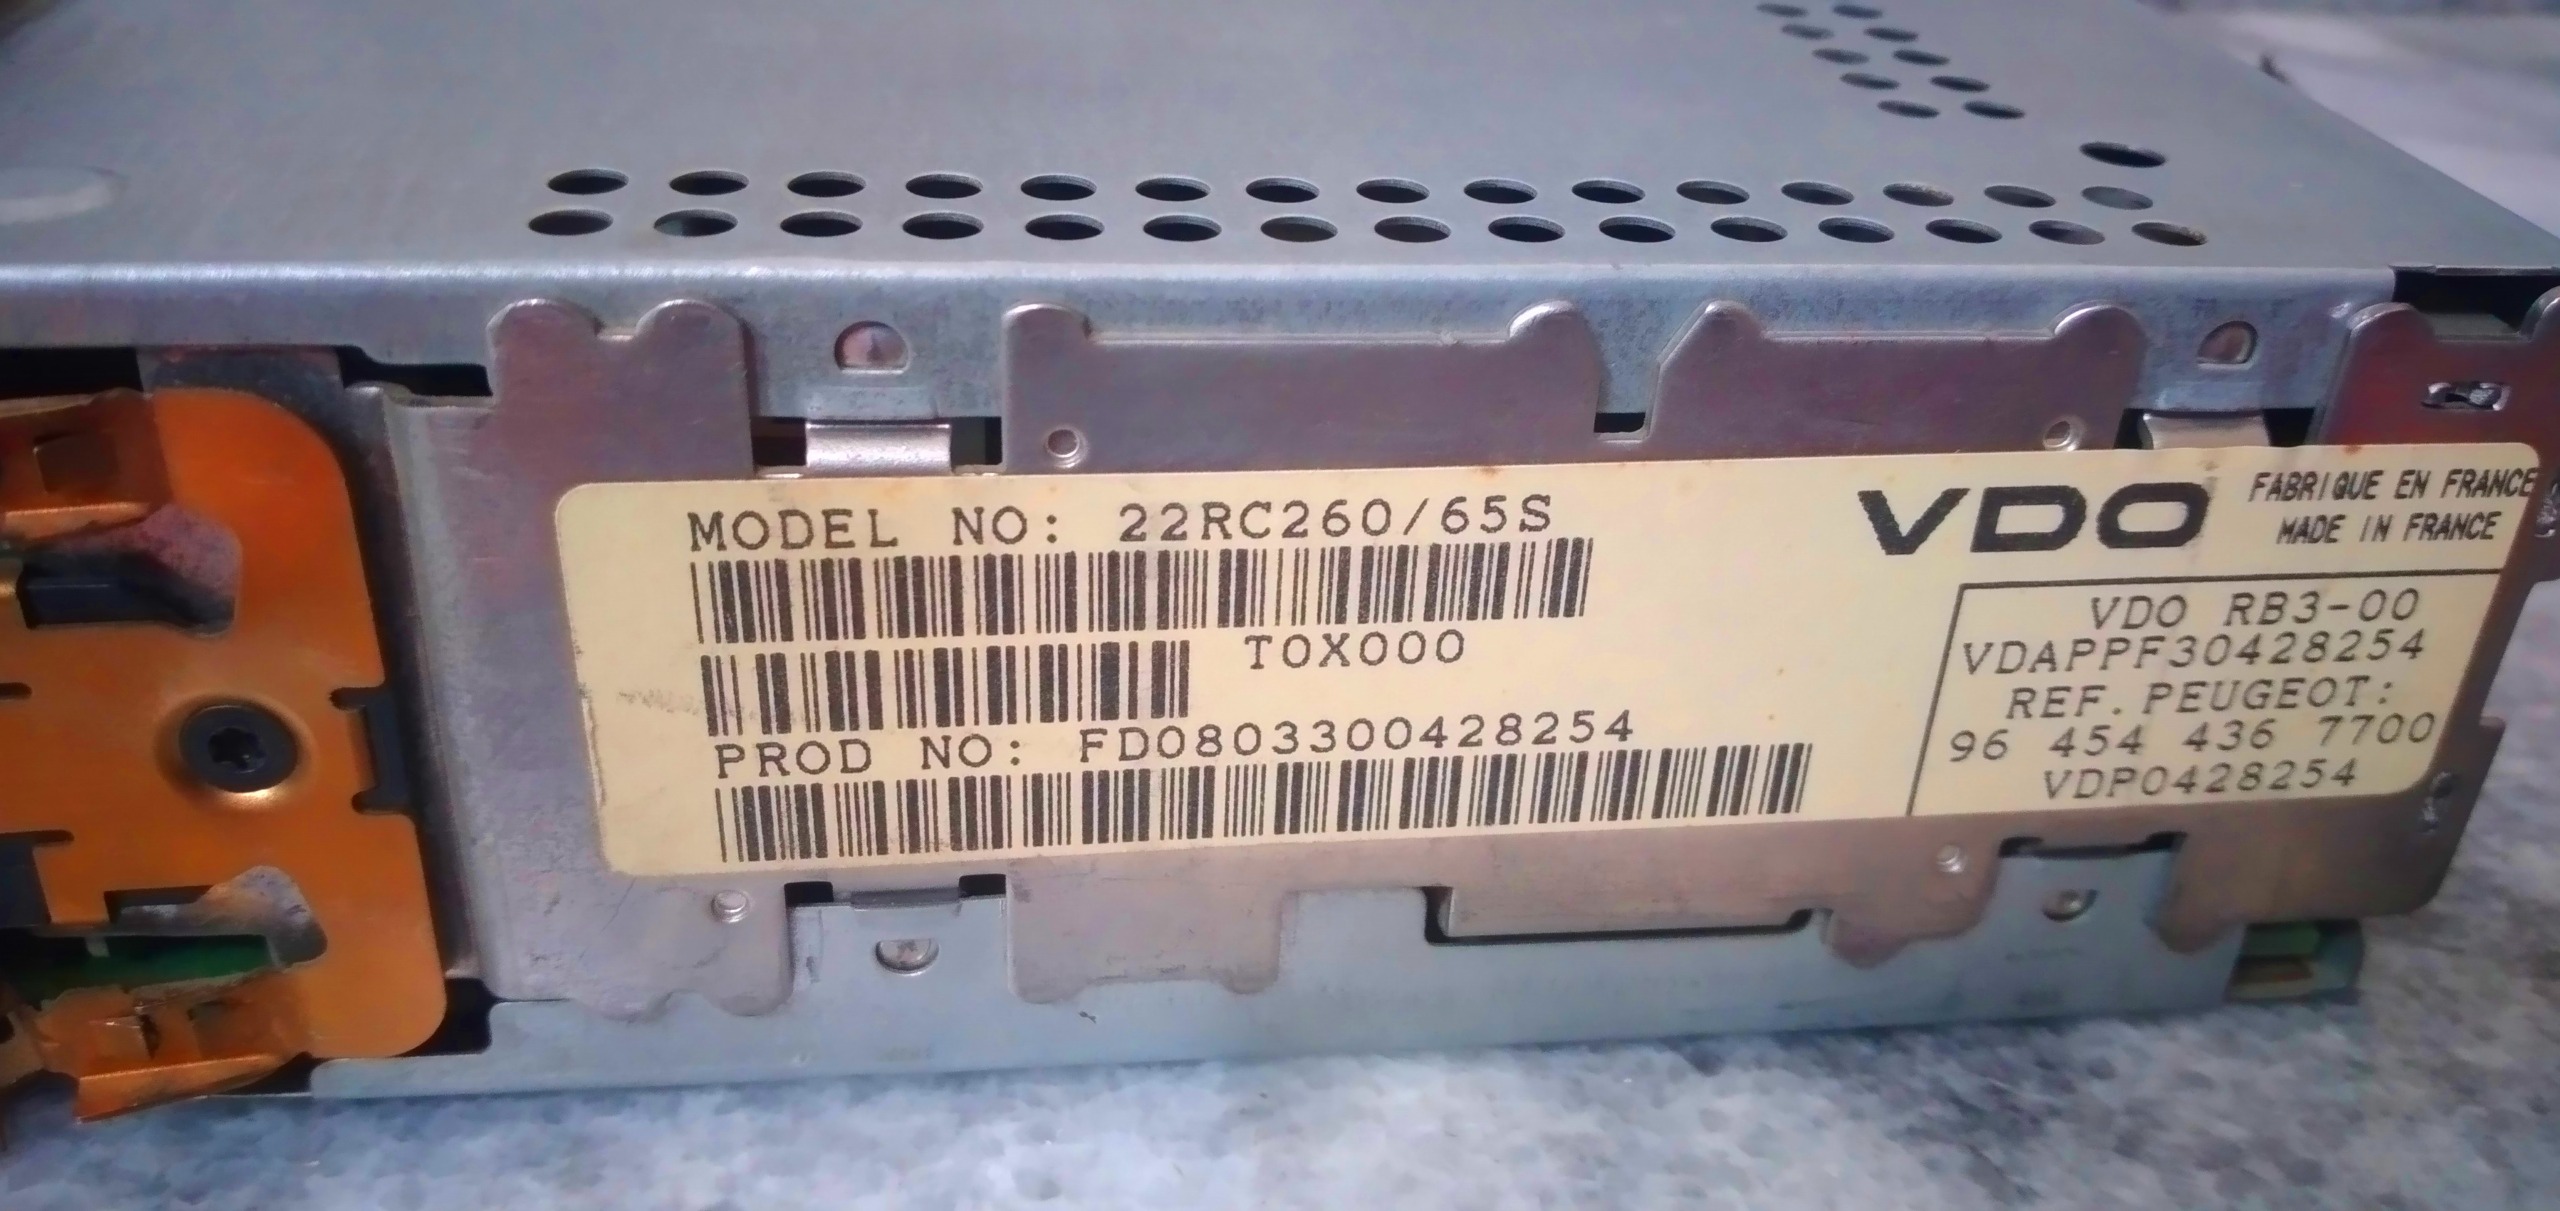 MODEL NO: 22RC260/65S
T0X000
PROD NO: FD0803300428254
VDO
FABRIQUE EN FRANCE
MADE IN FRANCE
VDO RB3-00
VDAPPF30428254
REF. PEUGEOT:
96 454 436 7700
VDP0428254